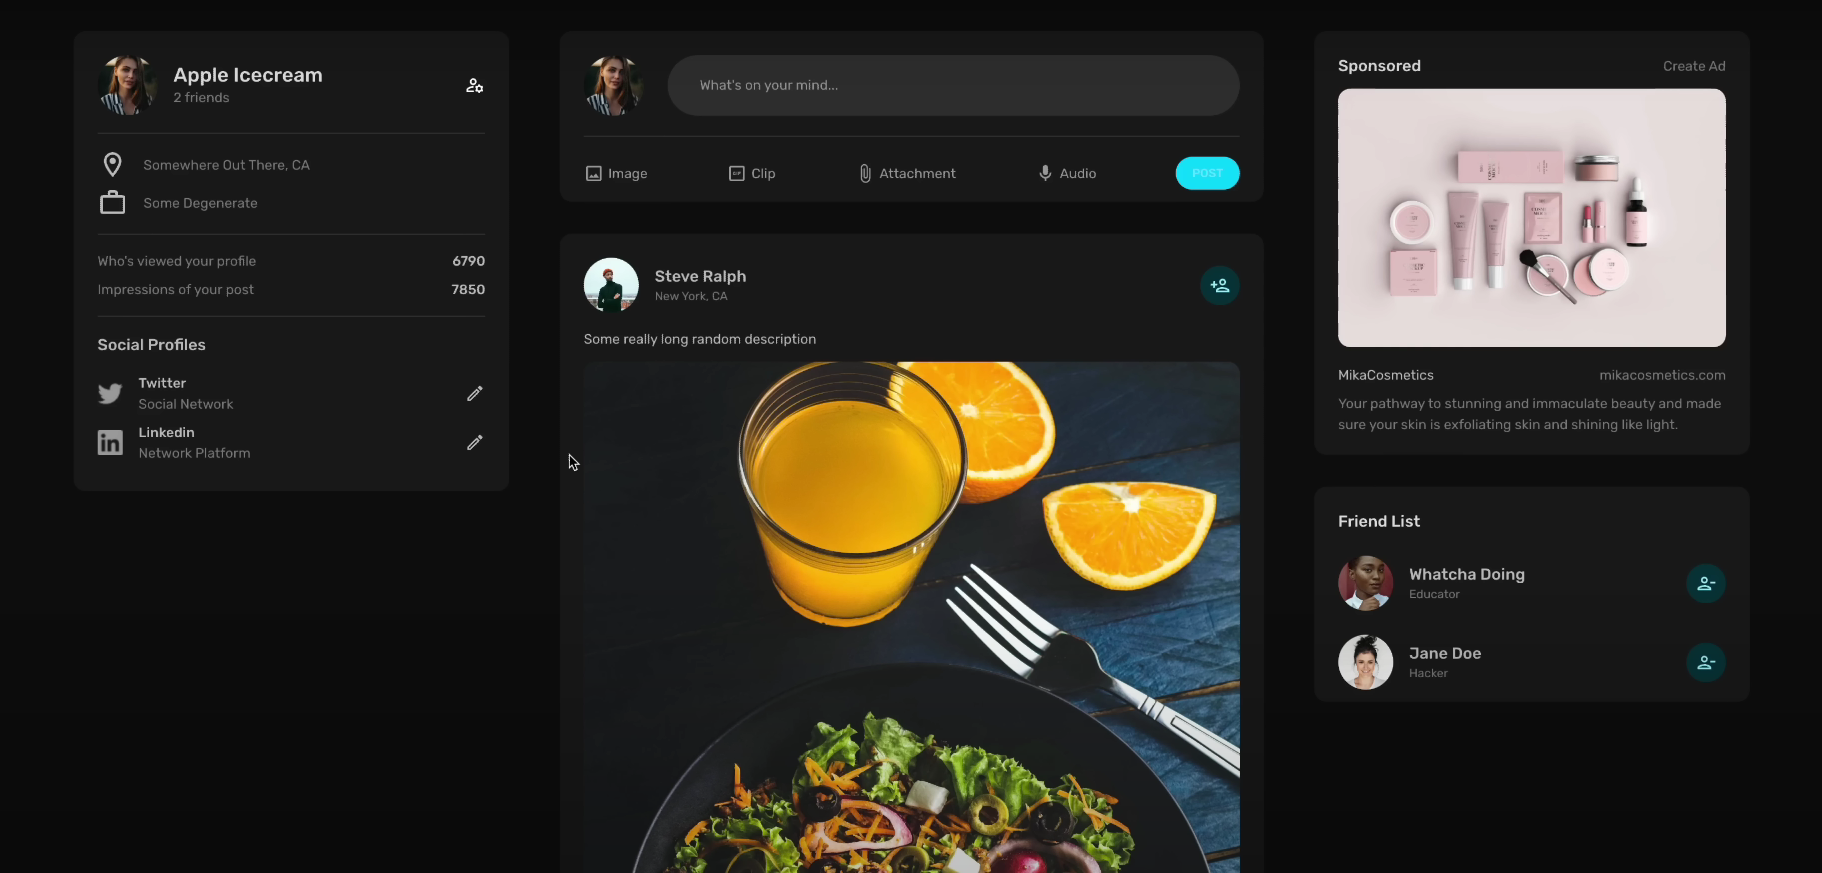 Apple Icecream
2 friends
Somewhere Out There, CA
Some Degenerate
Who's viewed your profile 6790
Impressions of your post 7850
Social Profiles
Twitter
Social Network
Linkedin
Network Platform
What's on your mind...
Image Clip Attachment Audio POST
Steve Ralph
New York, CA
Some really long random description
Sponsored Create Ad
MikaCosmetics mikacosmetics.com
Your pathway to stunning and immaculate beauty and made
sure your skin is exfoliating skin and shining like light.
Friend List
Whatcha Doing
Educator
Jane Doe
Hacker